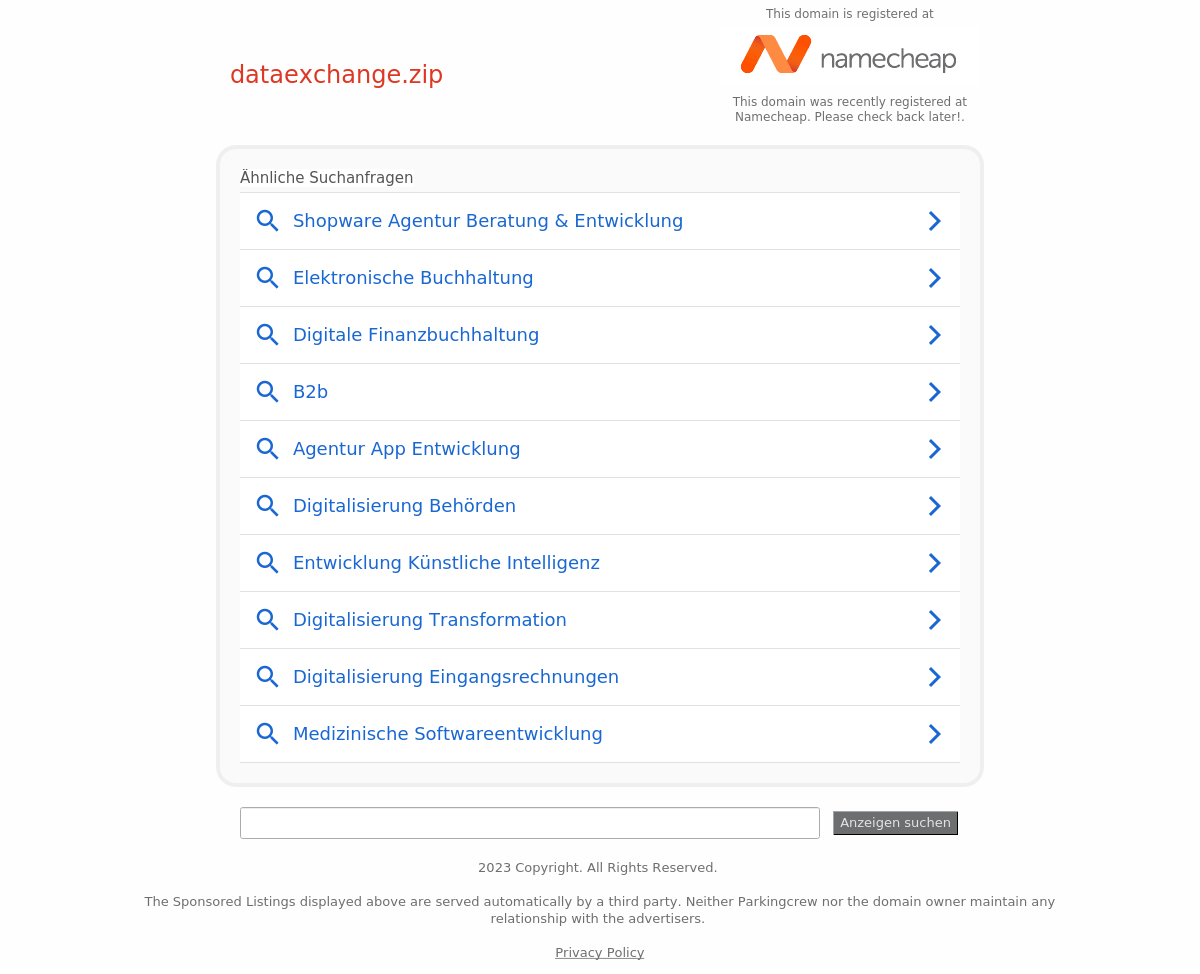 This domain is registered at
namecheap
dataexchange.zip
This domain was recently registered at
Namecheap. Please check back later!.
Ähnliche Suchanfragen
Shopware Agentur Beratung & Entwicklung
Elektronische Buchhaltung
Digitale Finanzbuchhaltung
B2b
Agentur App Entwicklung
Digitalisierung Behörden
Entwicklung Künstliche Intelligenz
Digitalisierung Transformation
Digitalisierung Eingangsrechnungen
Medizinische Softwareentwicklung
Anzeigen suchen
2023 Copyright. All Rights Reserved.
The Sponsored Listings displayed above are served automatically by a third party. Neither Parkingcrew nor the domain owner maintain any
relationship with the advertisers.
Privacy Policy